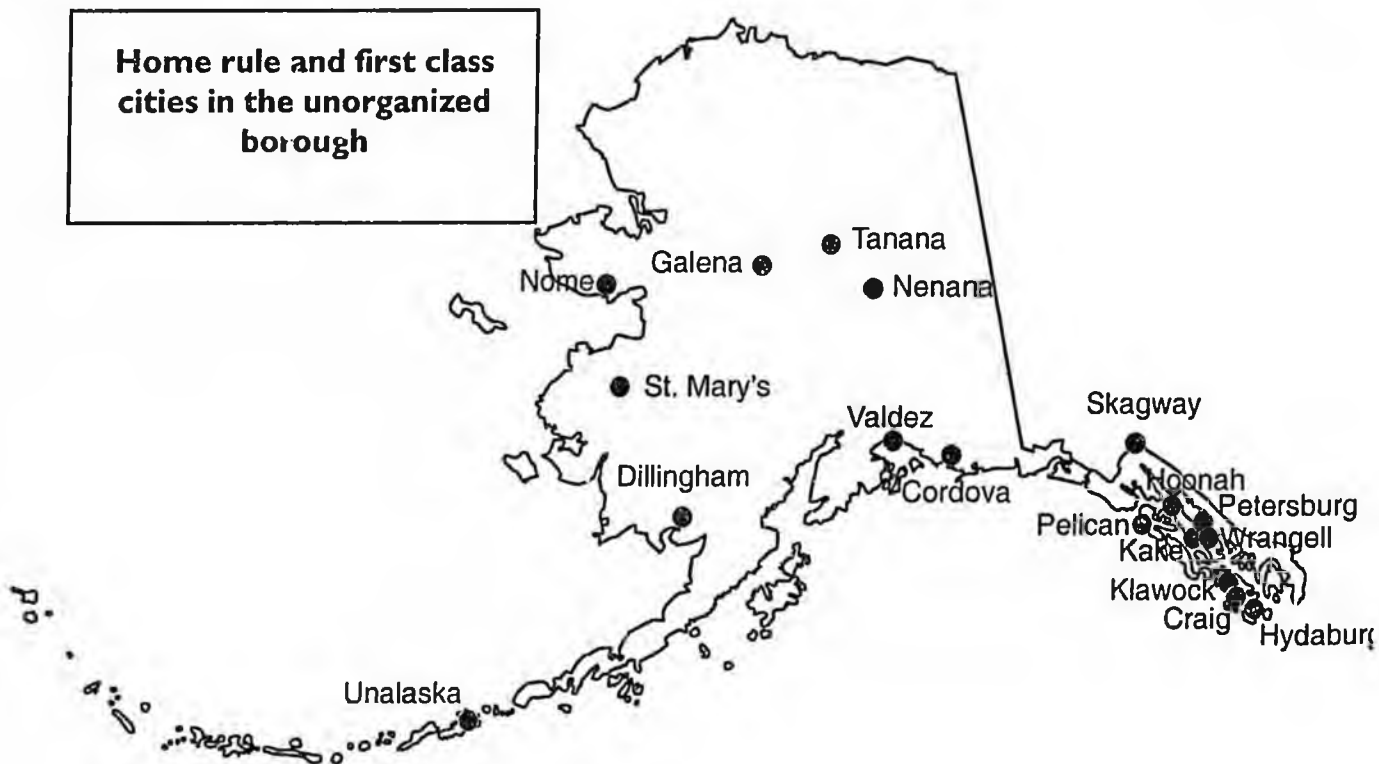 Home rule and first class
cities in the unorganized
borough
Tanana
Galena
Nome
Nenana
St. Mary's
Skagway
Valdez
Dillingham
Hoonah
Cordova
Petersburg
Pelican
Wrangell
Kake
Klawock
Craig
Hydaburg
Unalaska